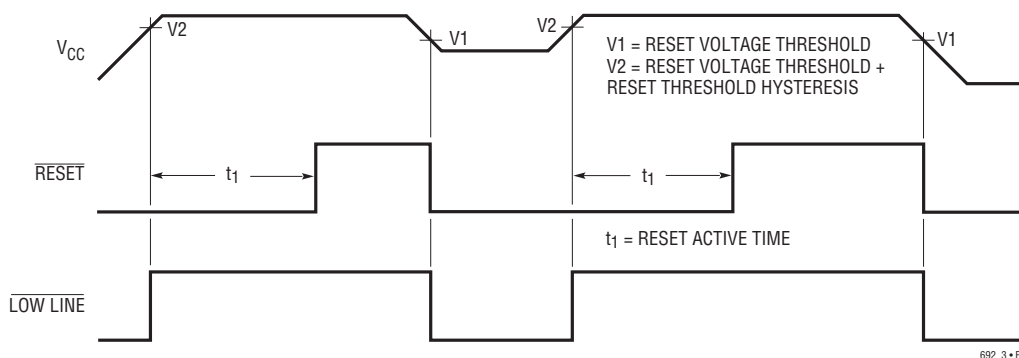 V2
V1
V2
V1
VCC
V1 = RESET VOLTAGE THRESHOLD
V2 = RESET VOLTAGE THRESHOLD +
RESET THRESHOLD HYSTERESIS
RESET
t1
t1
t1 = RESET ACTIVE TIME
LOW LINE
692_3 •